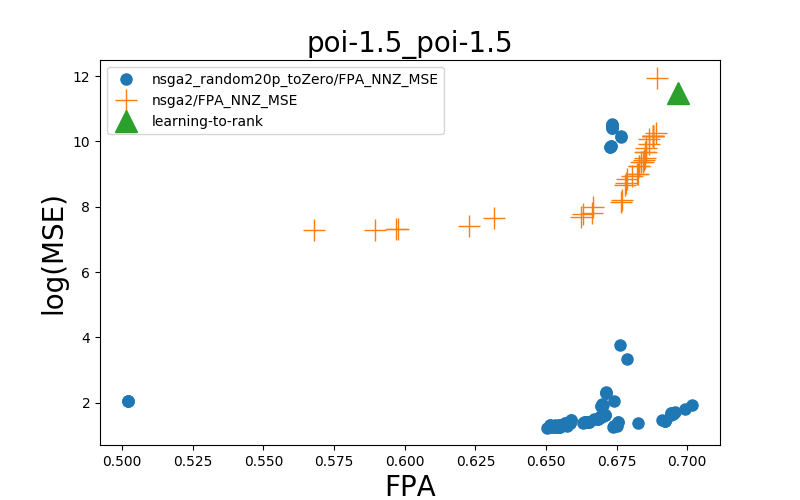 poi-1.5_poi-1.5
nsga2_random20p_toZero/FPA_NNZ_MSE
nsga2/FPA_NNZ_MSE
learning-to-rank
log(MSE)
12
10
8
6
4
2
0.500 0.525 0.550 0.575 0.600 0.625 0.650 0.675 0.700
FPA